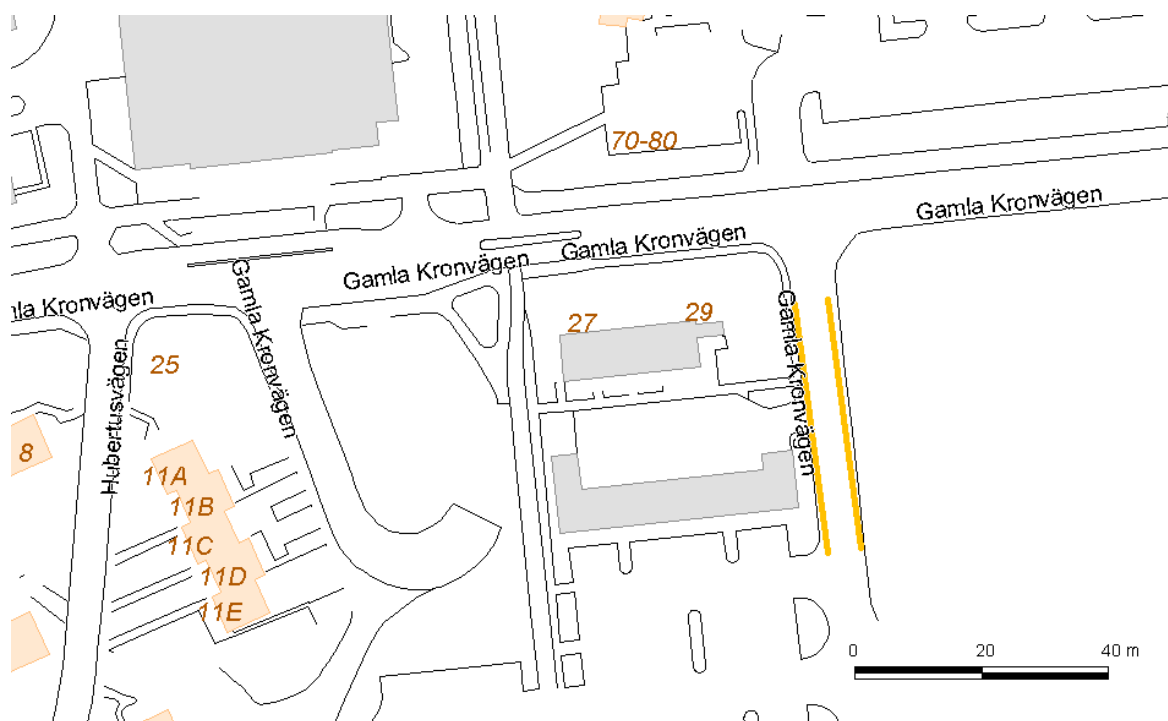 70-80
Gamla Kronvägen
Gamla Kronvägen
Gamla Kronvägen
mla Kronvägen
Gamla Kronvägen
Gamla-Kronvägen
27
29
25
Hubertusvägen
8
11A
11B
11C
11D
11E
0 20 40 m